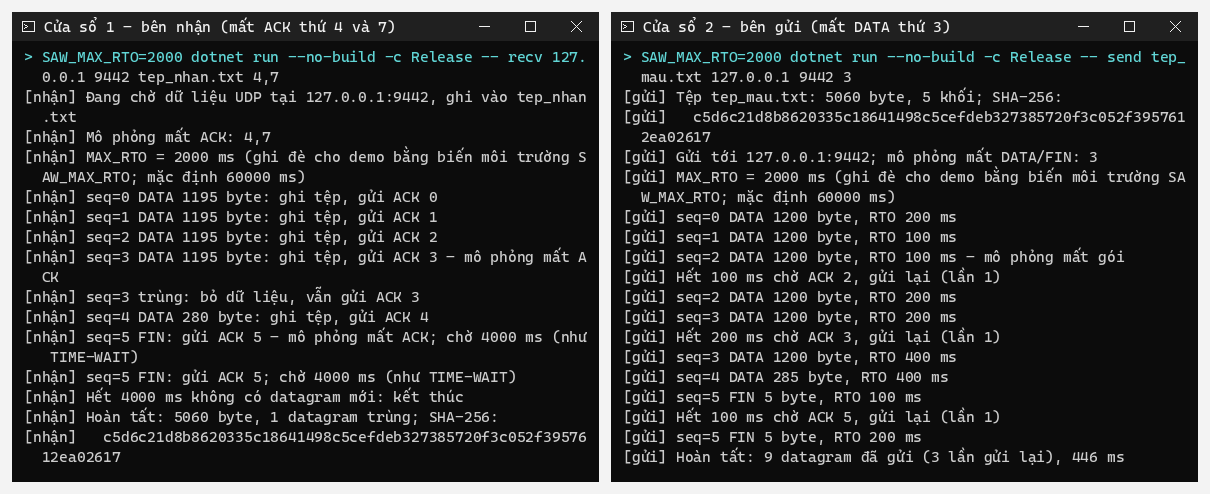 Cửa sổ 1 — bên nhận (mất ACK thứ 4 và 7)
> SAW_MAX_RTO=2000 dotnet run --no-build -c Release -- recv 127.
0.0.1 9442 tep_nhan.txt 4,7
[nhận] Đang chờ dữ liệu UDP tại 127.0.0.1:9442, ghi vào tep_nhan
.txt
[nhận] Mô phỏng mất ACK: 4,7
[nhận] MAX_RTO = 2000 ms (ghi đè cho demo bằng biến môi trường S
AW_MAX_RTO; mặc định 60000 ms)
[nhận] seq=0 DATA 1195 byte: ghi tệp, gửi ACK 0
[nhận] seq=1 DATA 1195 byte: ghi tệp, gửi ACK 1
[nhận] seq=2 DATA 1195 byte: ghi tệp, gửi ACK 2
[nhận] seq=3 DATA 1195 byte: ghi tệp, gửi ACK 3 — mô phỏng mất A
CK
[nhận] seq=3 trùng: bỏ dữ liệu, vẫn gửi ACK 3
[nhận] seq=4 DATA 280 byte: ghi tệp, gửi ACK 4
[nhận] seq=5 FIN: gửi ACK 5 — mô phỏng mất ACK; chờ 4000 ms (như
TIME-WAIT)
[nhận] seq=5 FIN: gửi ACK 5; chờ 4000 ms (như TIME-WAIT)
[nhận] Hết 4000 ms không có datagram mới: kết thúc
[nhận] Hoàn tất: 5060 byte, 1 datagram trùng; SHA-256:
[nhận]   c5d6c21d8b8620335c18641498c5cefdeb327385720f3c052f39576
12ea02617
Cửa sổ 2 — bên gửi (mất DATA thứ 3)
> SAW_MAX_RTO=2000 dotnet run --no-build -c Release -- send tep_
mau.txt 127.0.0.1 9442 3
[gửi] Tệp tep_mau.txt: 5060 byte, 5 khối; SHA-256:
[gửi]   c5d6c21d8b8620335c18641498c5cefdeb327385720f3c052f395761
2ea02617
[gửi] Gửi tới 127.0.0.1:9442; mô phỏng mất DATA/FIN: 3
[gửi] MAX_RTO = 2000 ms (ghi đè cho demo bằng biến môi trường SA
W_MAX_RTO; mặc định 60000 ms)
[gửi] seq=0 DATA 1200 byte, RTO 200 ms
[gửi] seq=1 DATA 1200 byte, RTO 100 ms
[gửi] seq=2 DATA 1200 byte, RTO 100 ms — mô phỏng mất gói
[gửi] Hết 100 ms chờ ACK 2, gửi lại (lần 1)
[gửi] seq=2 DATA 1200 byte, RTO 200 ms
[gửi] seq=3 DATA 1200 byte, RTO 200 ms
[gửi] Hết 200 ms chờ ACK 3, gửi lại (lần 1)
[gửi] seq=3 DATA 1200 byte, RTO 400 ms
[gửi] seq=4 DATA 285 byte, RTO 400 ms
[gửi] seq=5 FIN 5 byte, RTO 100 ms
[gửi] Hết 100 ms chờ ACK 5, gửi lại (lần 1)
[gửi] seq=5 FIN 5 byte, RTO 200 ms
[gửi] Hoàn tất: 9 datagram đã gửi (3 lần gửi lại), 446 ms